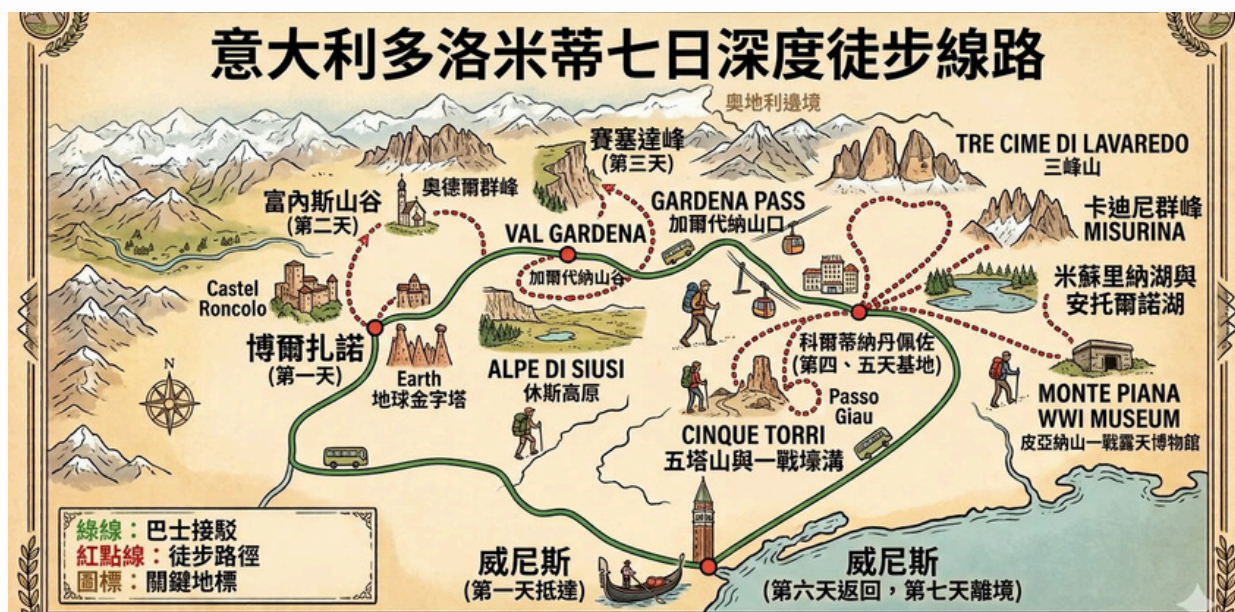 意大利多洛米蒂七日深度徒步線路
奧地利邊境
賽塞達峰
(第三天)
TRE CIME DI LAVAREDO
三峰山
富內斯山谷
(第二天)
奧德爾群峰
GARDENA PASS
加爾代納山口
卡迪尼群峰
MISURINA
VAL GARDENA
加爾代納山谷
Castel
Roncolo
米蘇里納湖與
安托爾諾湖
HOTEL
博爾扎諾
(第一天)
Earth
地球金字塔
ALPE DI SIUSI
休斯高原
科爾蒂納丹佩佐
(第四、五天基地)
Passo
Giau
N
MONTE PIANA
WWI MUSEUM
皮亞納山一戰露天博物館
CINQUE TORRI
五塔山與一戰壕溝
綠線：巴士接駁
紅點線：徒步路徑
圖標：關鍵地標
威尼斯
(第一天抵達)
威尼斯
(第六天返回，第七天離境)